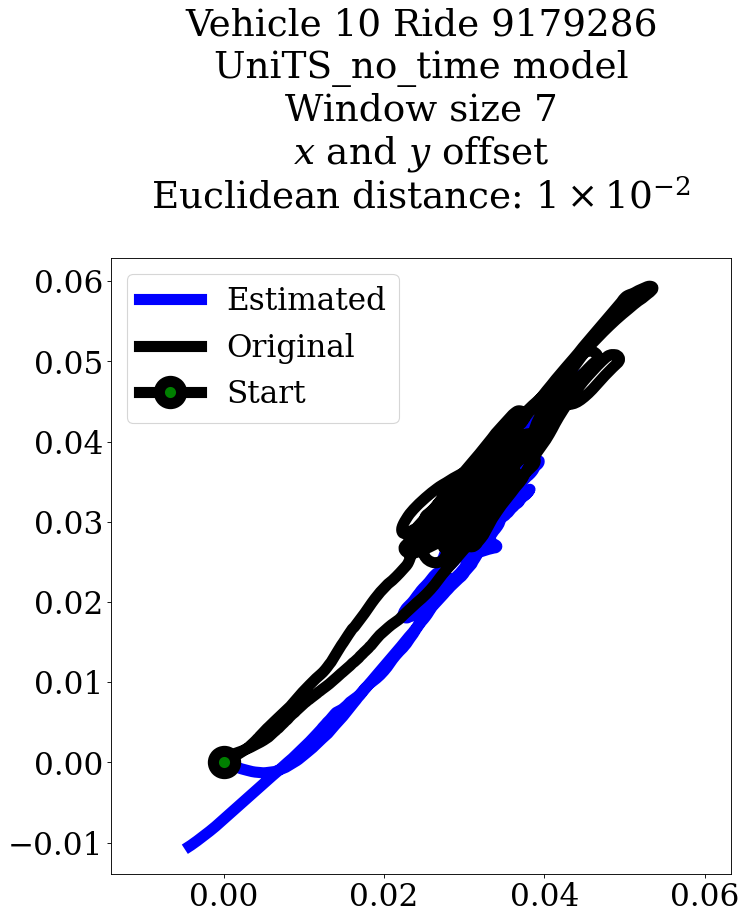 Vehicle 10 Ride 9179286
UniTS_no_time model
Window size 7
x and y offset
Euclidean distance: 1 × 10⁻²
0.06
0.05
0.04
0.03
0.02
0.01
0.00
−0.01
Estimated
Original
Start
0.00 0.02 0.04 0.06